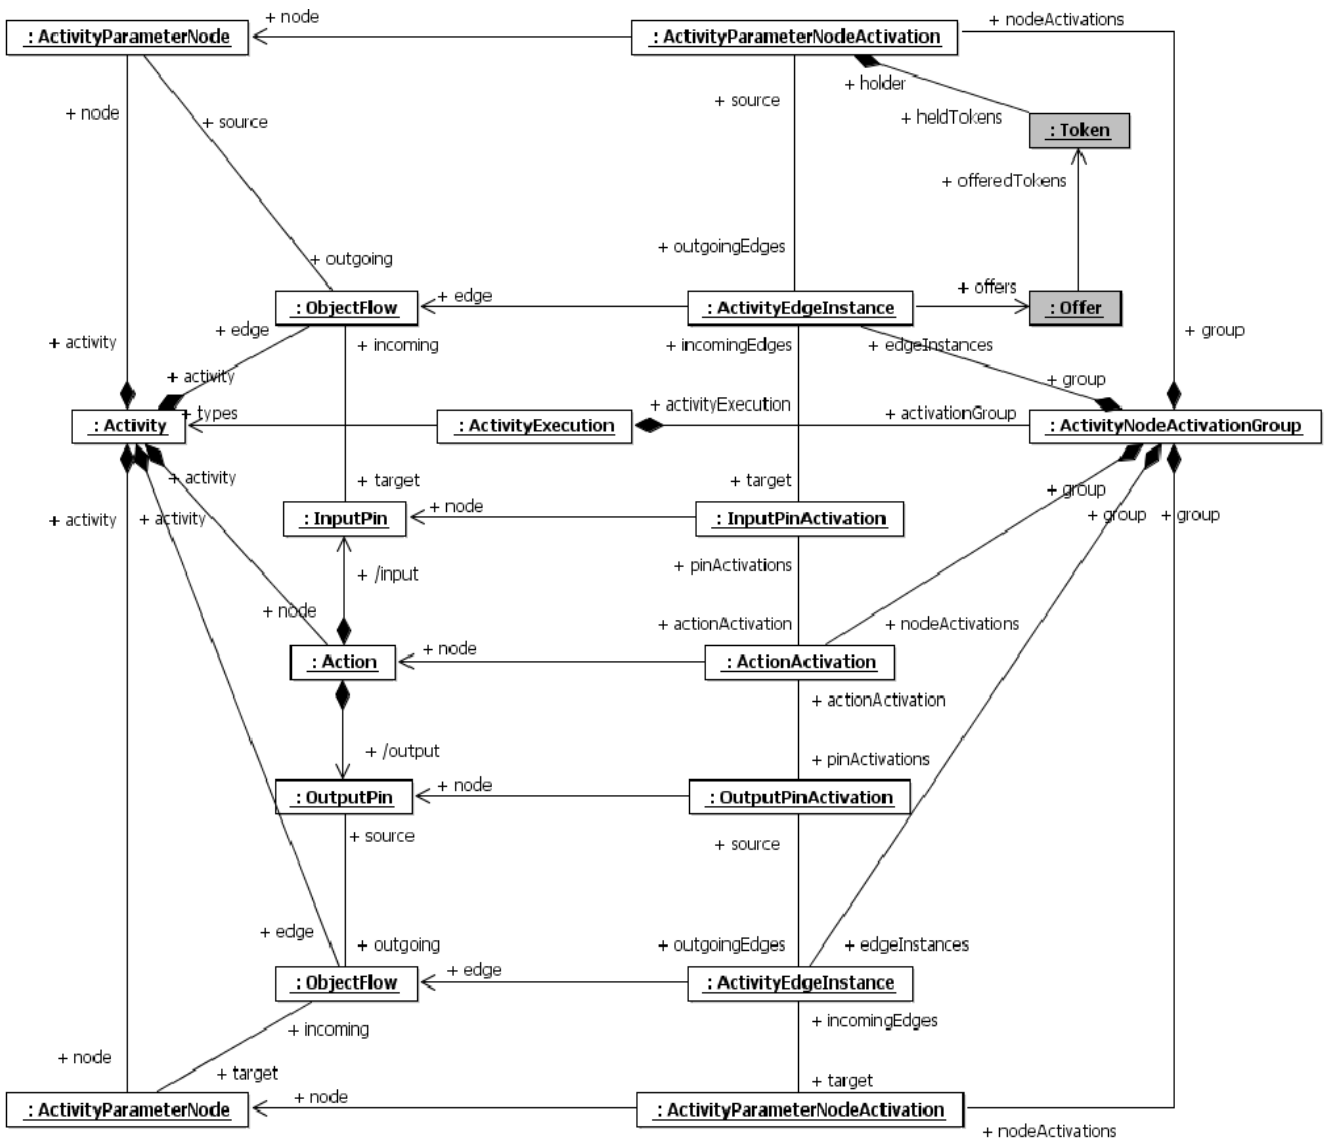 + node
+ nodeActivations
: ActivityParameterNode
: ActivityParameterNodeActivation
+ holder
+ node
+ source
+ source
+ heldTokens
: Token
+ offeredTokens
+ outgoingEdges
+ outgoing
+ edge
+ offers
: ObjectFlow
: ActivityEdgeInstance
: Offer
+ edge
+ group
+ activity
+ incoming
+ incomingEdges
+ edgeInstances
+ activity
+ group
+ types
+ activityExecution
+ activationGroup
: Activity
: ActivityExecution
: ActivityNodeActivationGroup
+ activity
+ target
+ target
+ group
+ node
+ activity
+ activity
: InputPin
: InputPinActivation
+ group
+ group
+ /input
+ pinActivations
+ node
+ actionActivation
+ nodeActivations
+ node
: Action
: ActionActivation
+ actionActivation
+ /output
+ pinActivations
+ node
: OutputPin
: OutputPinActivation
+ source
+ source
+ edge
+ outgoing
+ outgoingEdges
+ edgeInstances
+ edge
: ObjectFlow
: ActivityEdgeInstance
+ incoming
+ incomingEdges
+ node
+ target
+ target
+ node
: ActivityParameterNode
: ActivityParameterNodeActivation
+ nodeActivations